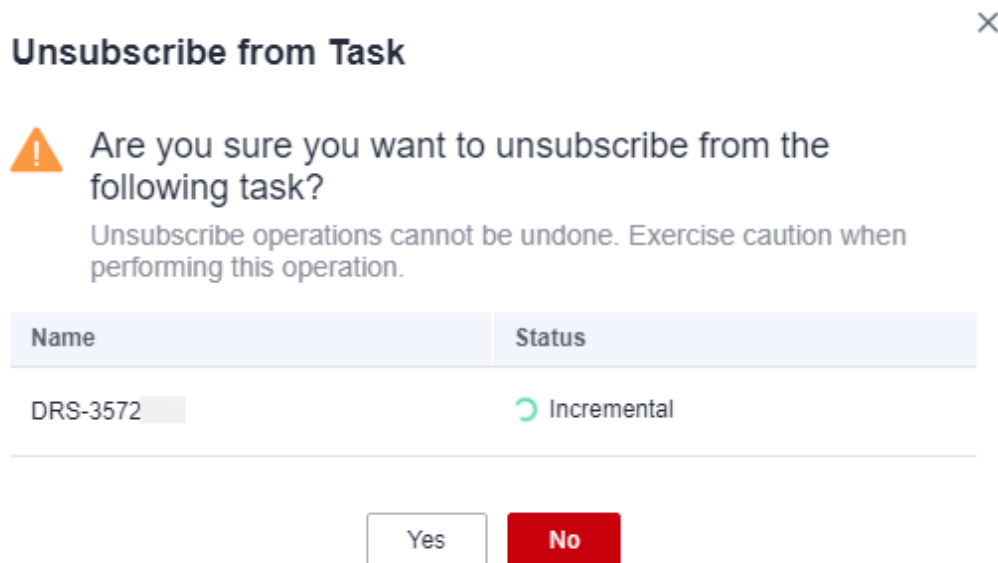 Unsubscribe from Task
Are you sure you want to unsubscribe from the
following task?
Unsubscribe operations cannot be undone. Exercise caution when
performing this operation.
Name Status
DRS-3572 Incremental
Yes No